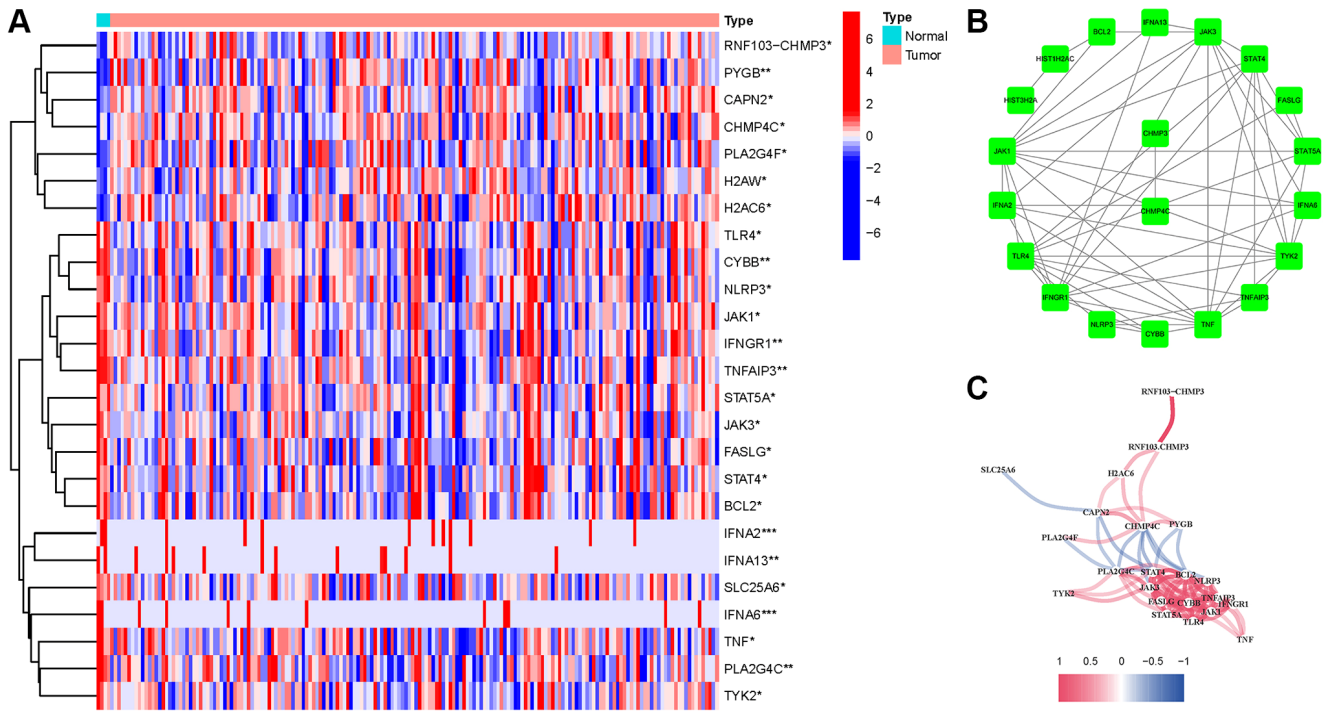 A
Type
RNF103−CHMP3*
PYGB**
CAPN2*
CHMP4C*
PLA2G4F*
H2AW*
H2AC6*
TLR4*
CYBB**
NLRP3*
JAK1*
IFNGR1**
TNFAIP3**
STAT5A*
JAK3*
FASLG*
STAT4*
BCL2*
IFNA2***
IFNA13**
SLC25A6*
IFNA6***
TNF*
PLA2G4C**
TYK2*
6
4
2
0
−2
−4
−6
Type
Normal
Tumor
B
IFNA13
BCL2
JAK3
HIST1H2AC
STAT4
HIST3H2A
FASLG
CHMP3
JAK1
STAT5A
IFNA2
CHMP4C
IFNA6
TLR4
TYK2
IFNGR1
TNFAIP3
NLRP3
CYBB
TNF
C
RNF103−CHMP3
RNF103.CHMP3
SLC25A6
H2AC6
CAPN2
CHMP4C
PYGB
PLA2G4F
PLA2G4C
STAT4
BCL2
NLRP3
JAK3
TYK2
TNFAIP3
FASLG
CYBB
IFNGR1
JAK1
STAT5A
TLR4
TNF
1 0.5 0 −0.5 −1